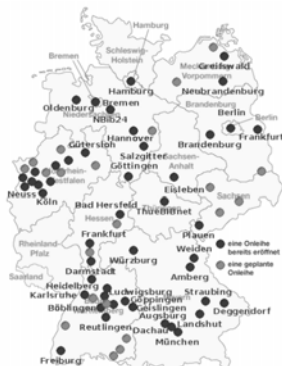 Hamburg
Bremen
Schleswig-
Holstein
Mecklenburg-
Vorpommern
Greifswald
Neubrandenburg
Hamburg
Oldenburg
Bremen
NBib24
Brandenburg
Berlin
Berlin
Frankfurt
Brandenburg
Hannover
Salzgitter
Gütersloh
Göttingen
Sachsen-
Anhalt
Eisleben
Sachsen
Neuss
Köln
Bad Hersfeld
Hessen
ThueBIBnet
Frankfurt
Plauen
eine Onleihe
bereits eröffnet
eine geplante
Onleihe
Rheinland-
Pfalz
Saarland
Würzburg
Weiden
Darmstadt
Amberg
Heidelberg
Karlsruhe
Ludwigsburg
Göppingen
Geislingen
Straubing
Böblingen
Augsburg
Deggendorf
Reutlingen
Dachau
Landshut
München
Freiburg